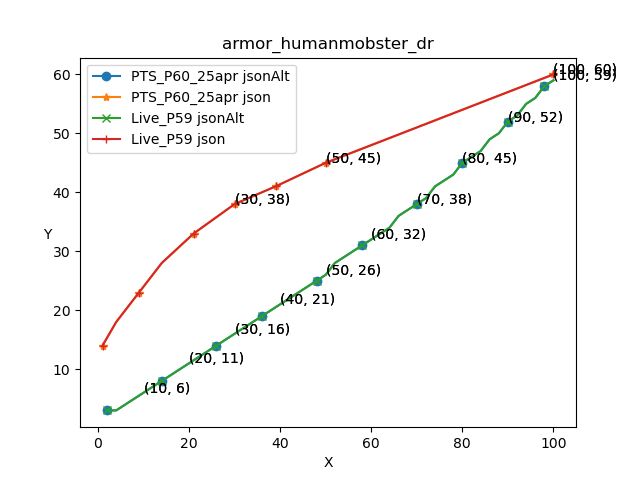 armor_humanmobster_dr
PTS_P60_25apr jsonAlt
PTS_P60_25apr json
Live_P59 jsonAlt
Live_P59 json
(100, 60)
(100, 59)
(90, 52)
(50, 45)
(80, 45)
(30, 38)
(70, 38)
(60, 32)
(50, 26)
(40, 21)
(30, 16)
(20, 11)
(10, 6)
60
50
40
30
20
10
Y
0 20 40 60 80 100
X